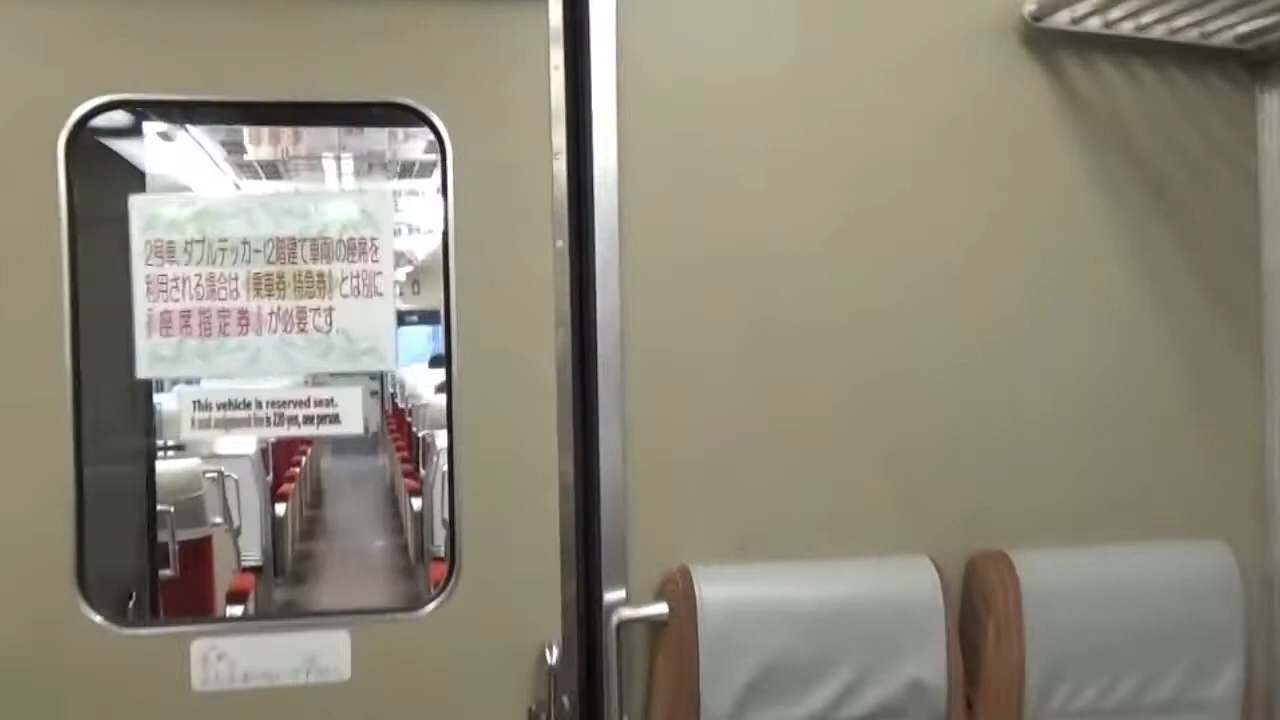 2号車、ダブルデッカー(2階建て車両)の座席を
利用される場合は『乗車券・特急券』とは別に
『座席指定券』が必要です。
This vehicle is reserved seat.
A seat assignment fee is 220 yen, one person.